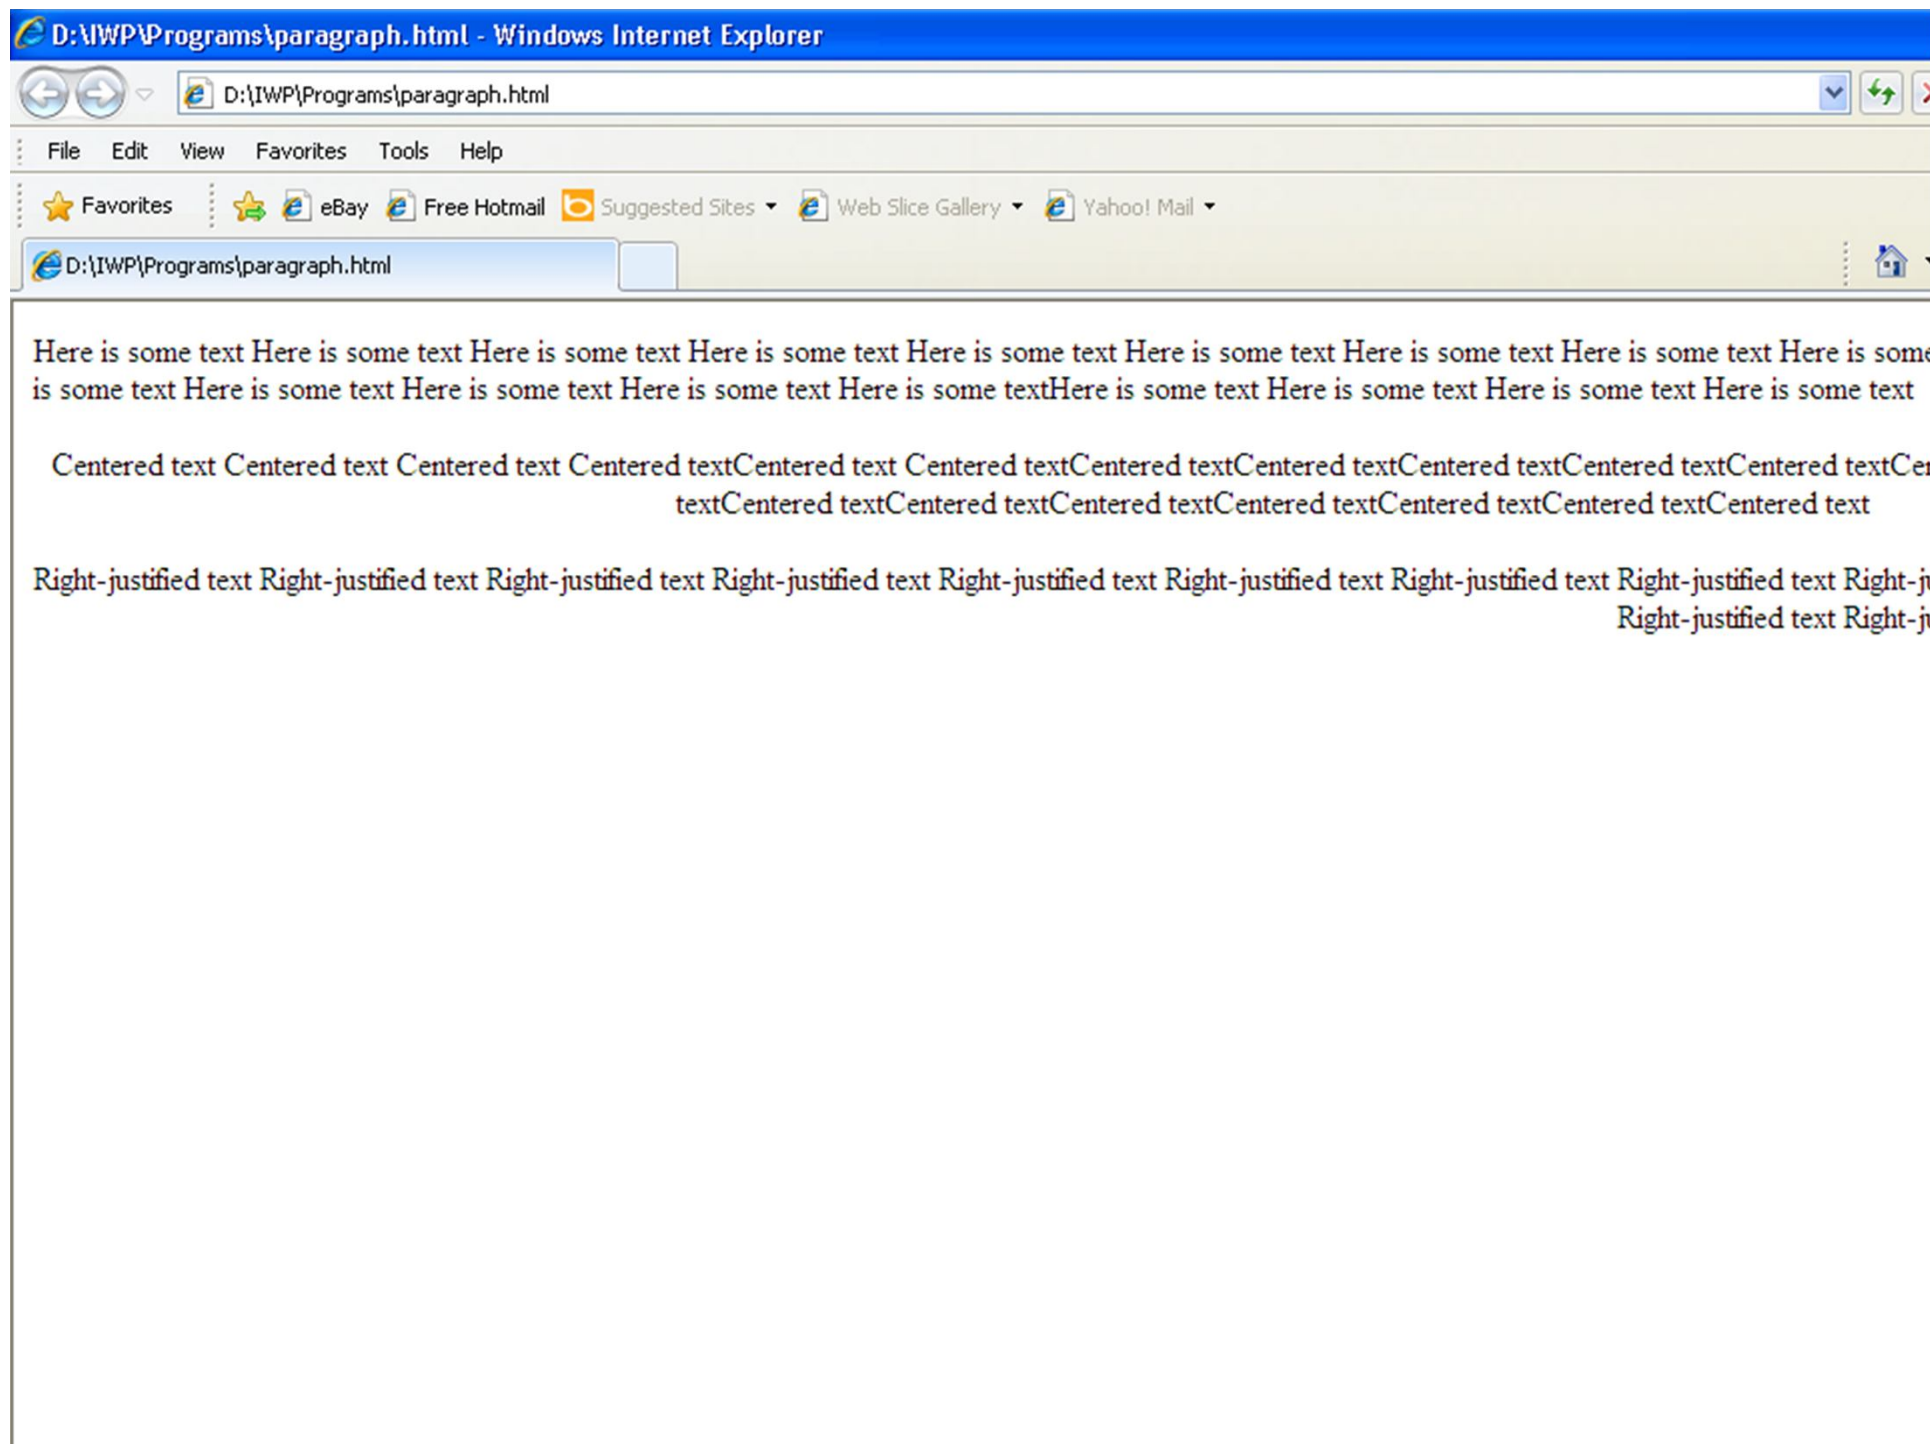 D:\IWP\Programs\paragraph.html - Windows Internet Explorer
D:\IWP\Programs\paragraph.html
File Edit View Favorites Tools Help
Favorites eBay Free Hotmail Suggested Sites Web Slice Gallery Yahoo! Mail
D:\IWP\Programs\paragraph.html
Here is some text Here is some text Here is some text Here is some text Here is some text Here is some text Here is some text Here is some text Here is some
is some text Here is some text Here is some text Here is some text Here is some textHere is some text Here is some text Here is some text Here is some text
Centered text Centered text Centered text Centered textCentered text Centered textCentered textCentered textCentered textCentered textCentered textCen
textCentered textCentered textCentered textCentered textCentered textCentered textCentered text
Right-justified text Right-justified text Right-justified text Right-justified text Right-justified text Right-justified text Right-justified text Right-justified text Right-ju
Right-justified text Right-ju